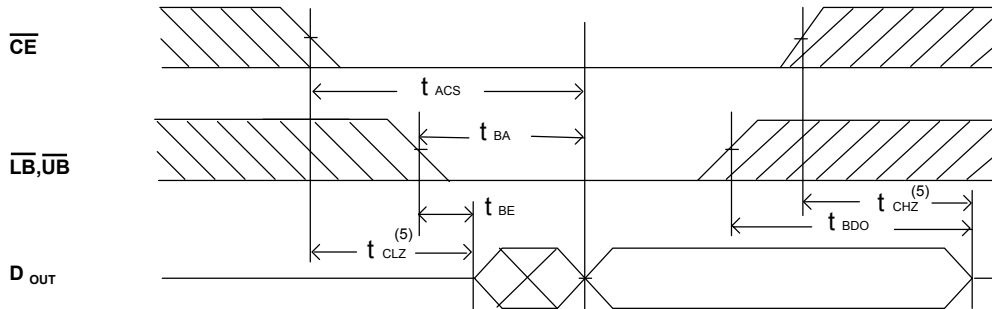 CE
t ACS
t BA
LB,UB
t BE
t CHZ (5)
t BDO
t CLZ (5)
D OUT